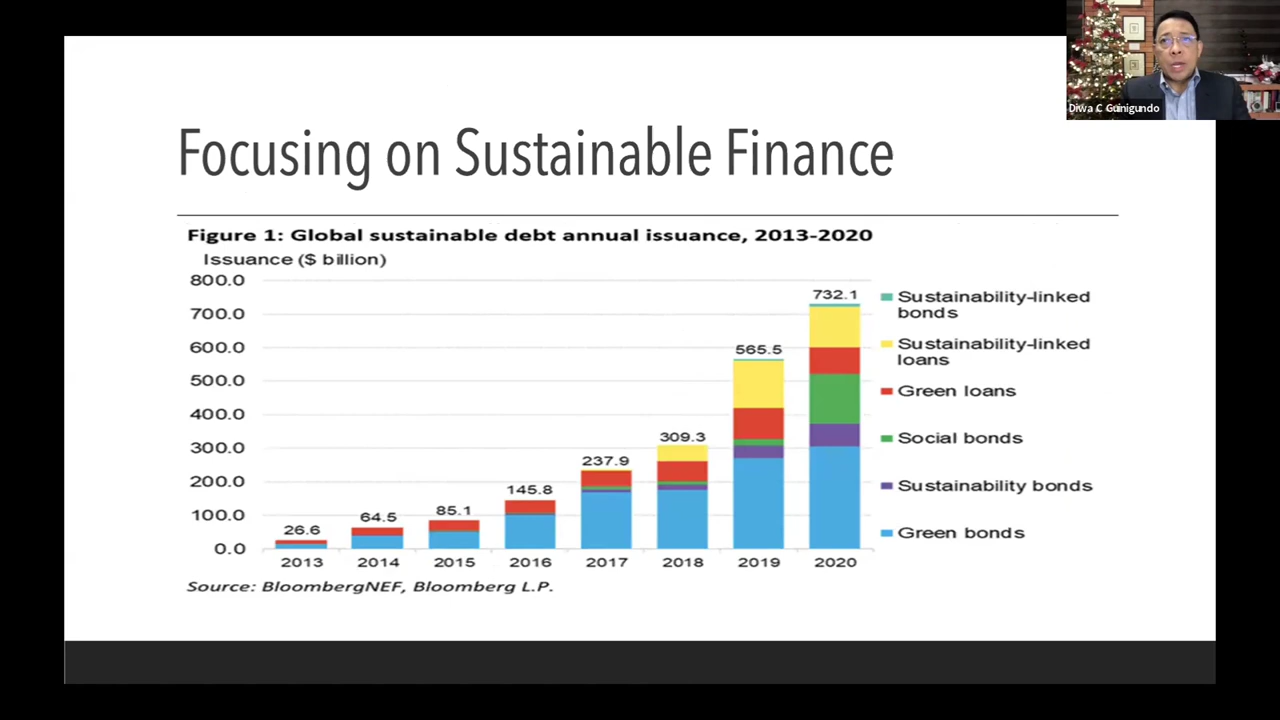 Diwa C Guinigundo
Focusing on Sustainable Finance
Figure 1: Global sustainable debt annual issuance, 2013-2020
Issuance ($ billion)
800.0
700.0
600.0
500.0
400.0
300.0
200.0
100.0
0.0
26.6
64.5
85.1
145.8
237.9
309.3
565.5
732.1
2013
2014
2015
2016
2017
2018
2019
2020
Sustainability-linked
bonds
Sustainability-linked
loans
Green loans
Social bonds
Sustainability bonds
Green bonds
Source: BloombergNEF, Bloomberg L.P.